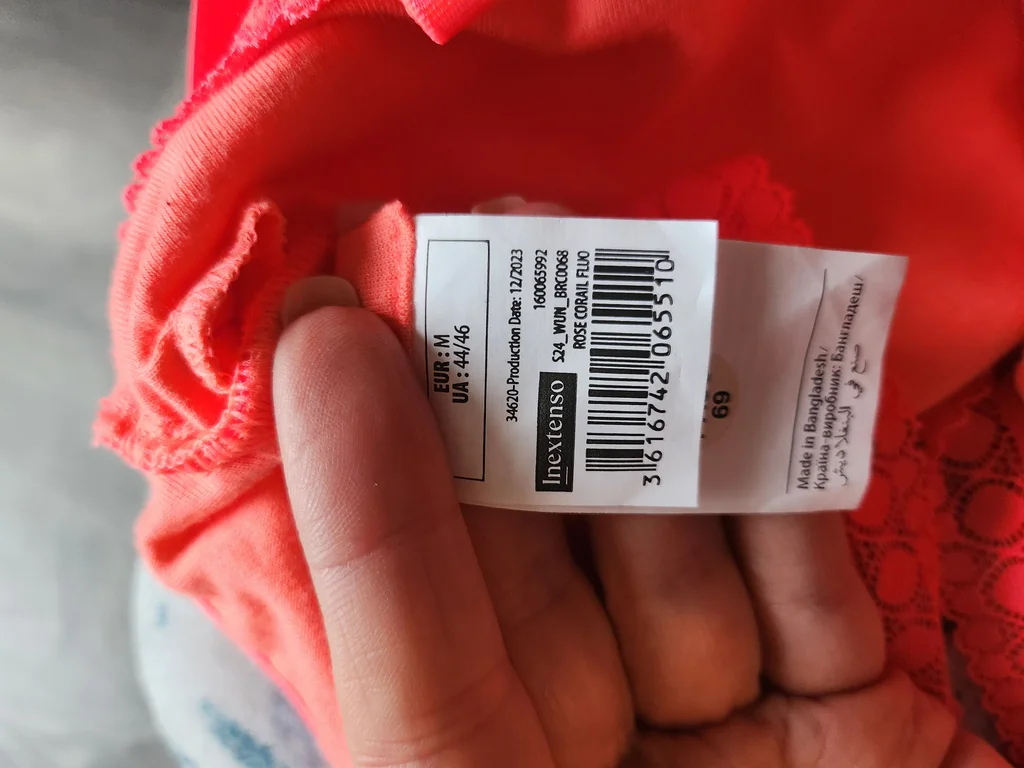 EUR : M
UA : 44/46
34620-Production Date: 12/2023
160065992
S24_WUN_BRC0068
ROSE CORAIL FLUO
Inextenso
3 616742 065510
69
Made in Bangladesh/
Країна-виробник: Бангладеш/
صنع في البنغلاديش